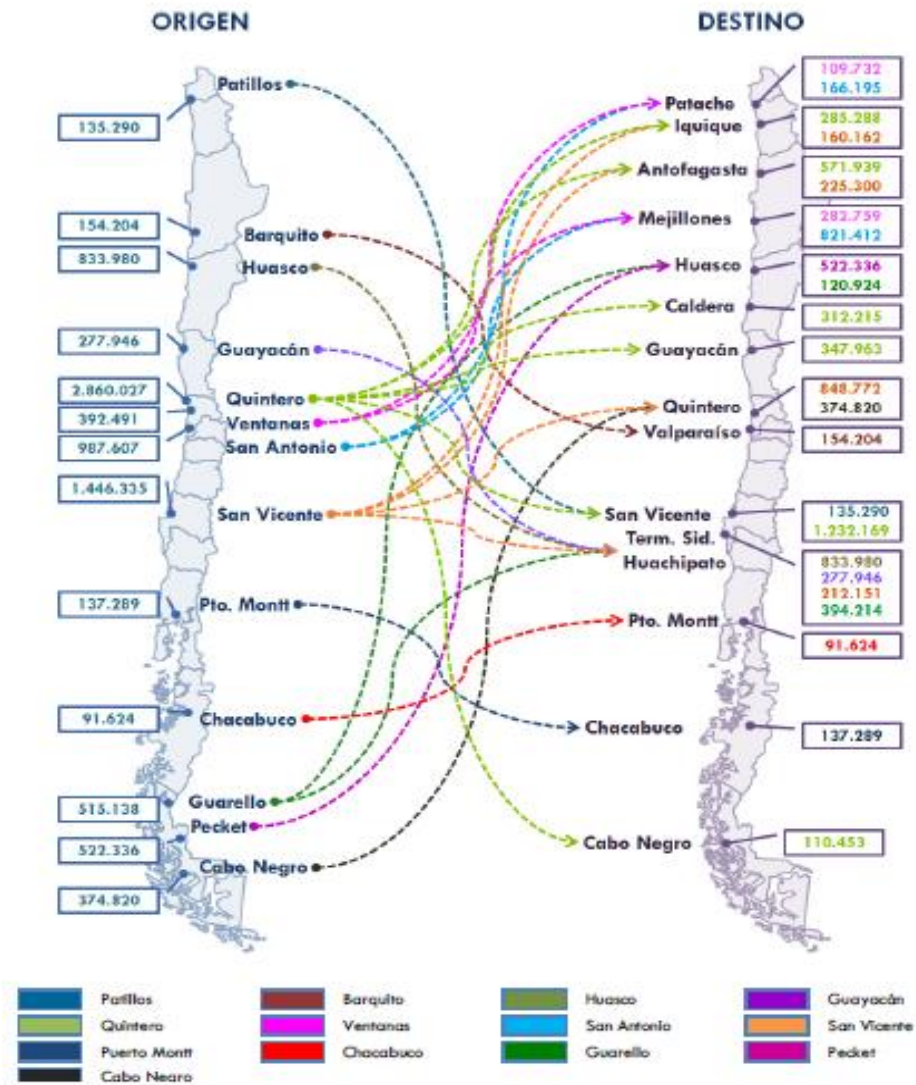 ORIGEN
DESTINO
Patillos
135.290
154.204
Barquito
833.980
Huasco
277.946
Guayacán
2.860.027
Quintero
392.491
Ventanas
987.607
San Antonio
1.446.335
San Vicente
137.289
Pto. Montt
91.624
Chacabuco
Guarello
515.138
Pecket
522.336
Cabo Negro
374.820
Patache
109.732
166.195
Iquique
285.288
160.162
Antofagasta
571.939
225.300
Mejillones
282.759
821.412
Huasco
522.336
120.924
Caldera
312.215
Guayacán
347.963
Quintero
848.772
374.820
Valparaíso
154.204
San Vicente
135.290
1.232.169
Term. Sid.
Huachipato
833.980
277.946
212.151
394.214
Pto. Montt
91.624
Chacabuco
137.289
Cabo Negro
110.453
Patillos Barquito Huasco Guayacán
Quintero Ventanas San Antonio San Vicente
Puerto Montt Chacabuco Guarello Pecket
Cabo Negro